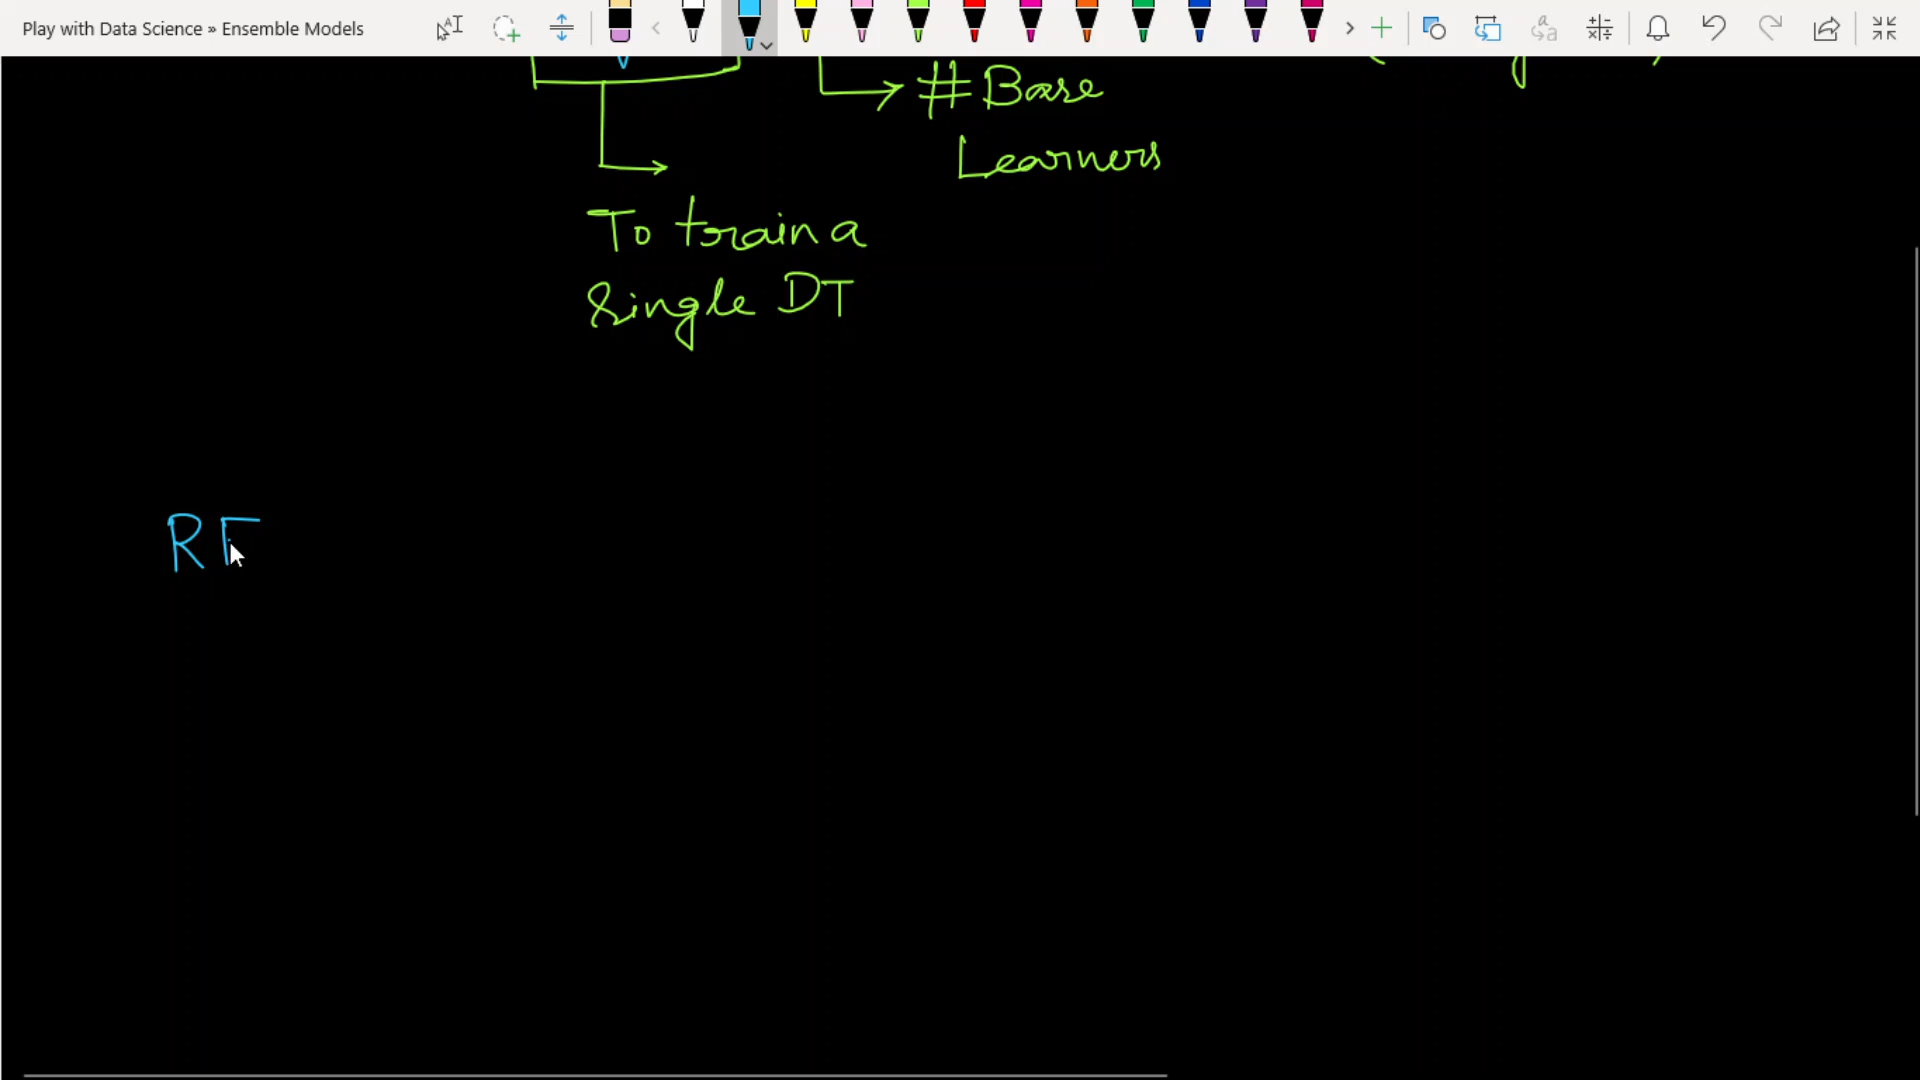 Play with Data Science » Ensemble Models
# Base
Learners
To train a
Single DT
RF